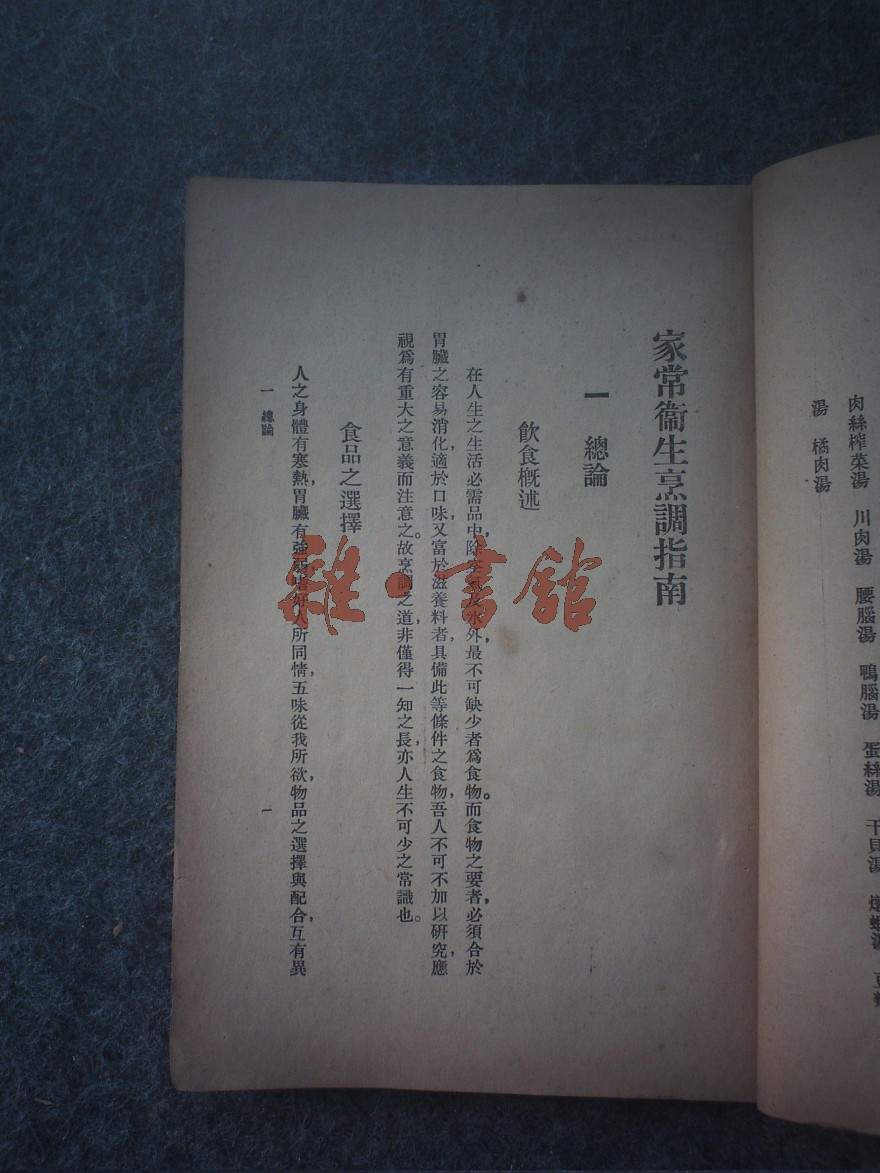 肉絲榨菜湯　川肉湯　腰腦湯　鴨腦湯　蛋絲湯　干貝湯
湯　橘肉湯
家常衞生烹調指南
一　總論
飲食概述
在人生之生活必需品中，除空氣及水外，最不可缺少者爲食物。而食物之要者，必須合於
胃臟之容易消化，適於口味，又富於滋養料者，具備此等條件之食物，吾人不可不加以研究，應
視爲有重大之意義而注意之。故烹調之道，非僅得一知之長，亦人生不可少之常識也。
食品之選擇
人之身體有寒熱，胃臟有強弱，嗜好人所同情，五味從我所欲，物品之選擇與配合，互有異
一　總論
一
雜·書館